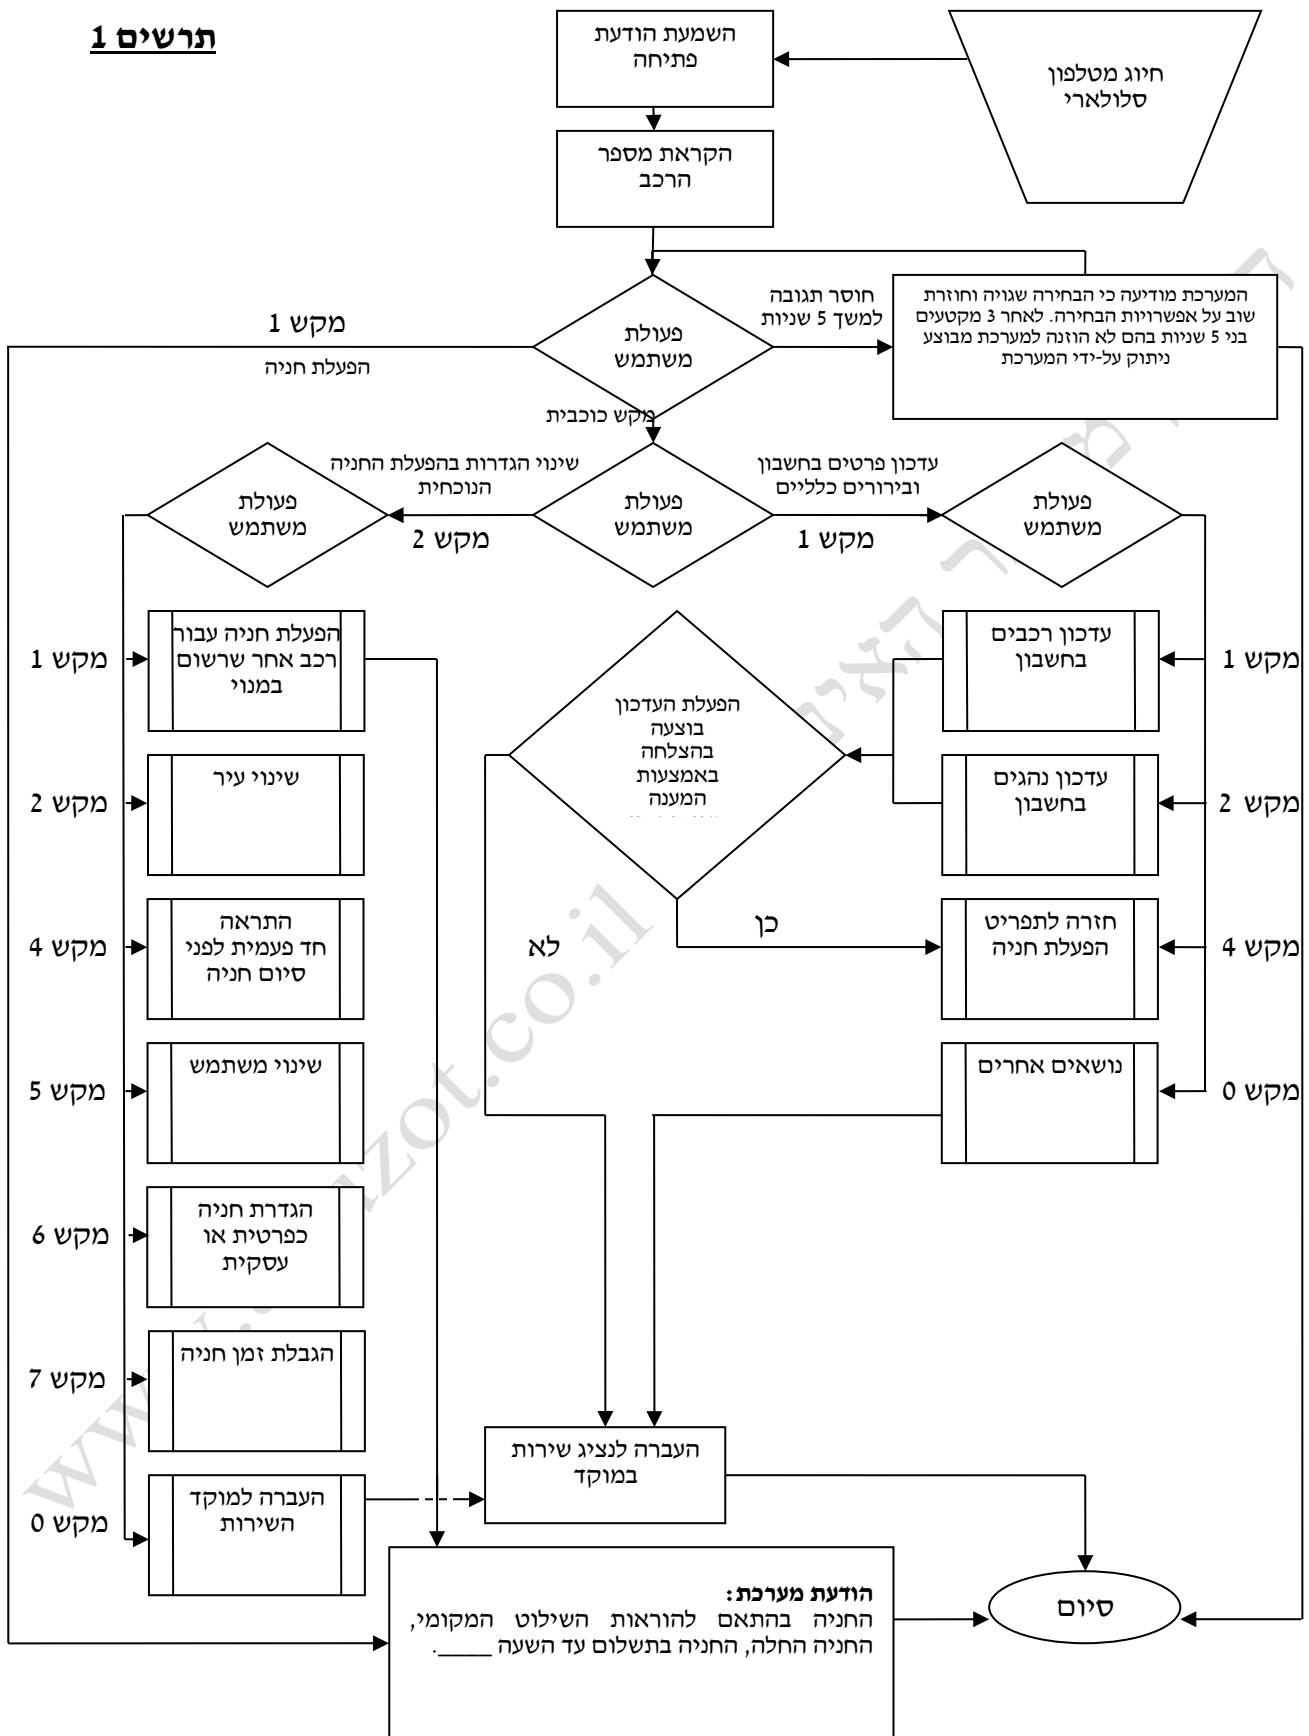 תרשים 1
השמעת הודעת
פתיחה
חיוג מטלפון
סלולארי
הקראת מספר
הרכב
פעולת
משתמש
חוסר תגובה
למשך 5 שניות
המערכת מודיעה כי הבחירה שגויה וחוזרת
שוב על אפשרויות הבחירה. לאחר 3 מקטעים
בני 5 שניות בהם לא הוזנה למערכת מבוצע
ניתוק על-ידי המערכת
מקש 1
הפעלת חניה
מקש כוכבית
פעולת
משתמש
עדכון פרטים בחשבון
ובירורים כלליים
מקש 1
פעולת
משתמש
שינוי הגדרות בהפעלת החניה
הנוכחית
מקש 2
פעולת
משתמש
מקש 1
עדכון רכבים
בחשבון
מקש 2
עדכון נהגים
בחשבון
מקש 4
חזרה לתפריט
הפעלת חניה
מקש 0
נושאים אחרים
הפעלת העדכון
בוצעה
בהצלחה
באמצעות
המענה
כן
לא
הפעלת חניה עבור
רכב אחר שרשום
במנוי
מקש 1
שינוי עיר
מקש 2
התראה
חד פעמית לפני
סיום חניה
מקש 4
שינוי משתמש
מקש 5
הגדרת חניה
כפרטית או
עסקית
מקש 6
הגבלת זמן חניה
מקש 7
העברה למוקד
השירות
מקש 0
העברה לנציג שירות
במוקד
הודעת מערכת:
החניה בהתאם להוראות השילוט המקומי,
החניה החלה, החניה בתשלום עד השעה ____.
סיום